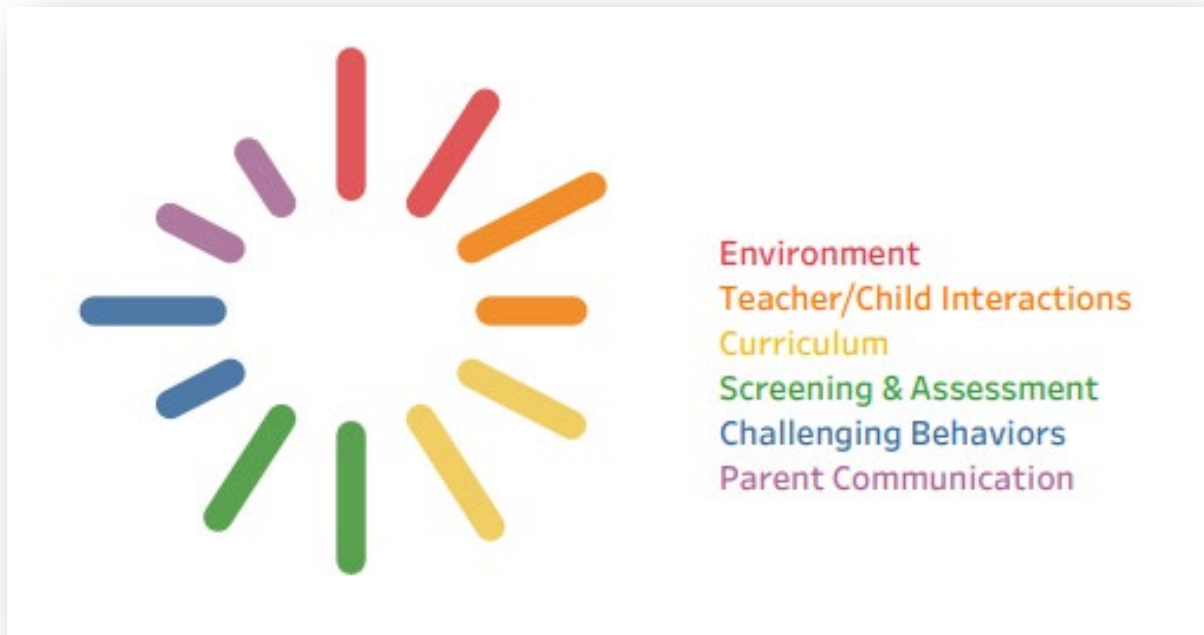 Environment
Teacher/Child Interactions
Curriculum
Screening & Assessment
Challenging Behaviors
Parent Communication